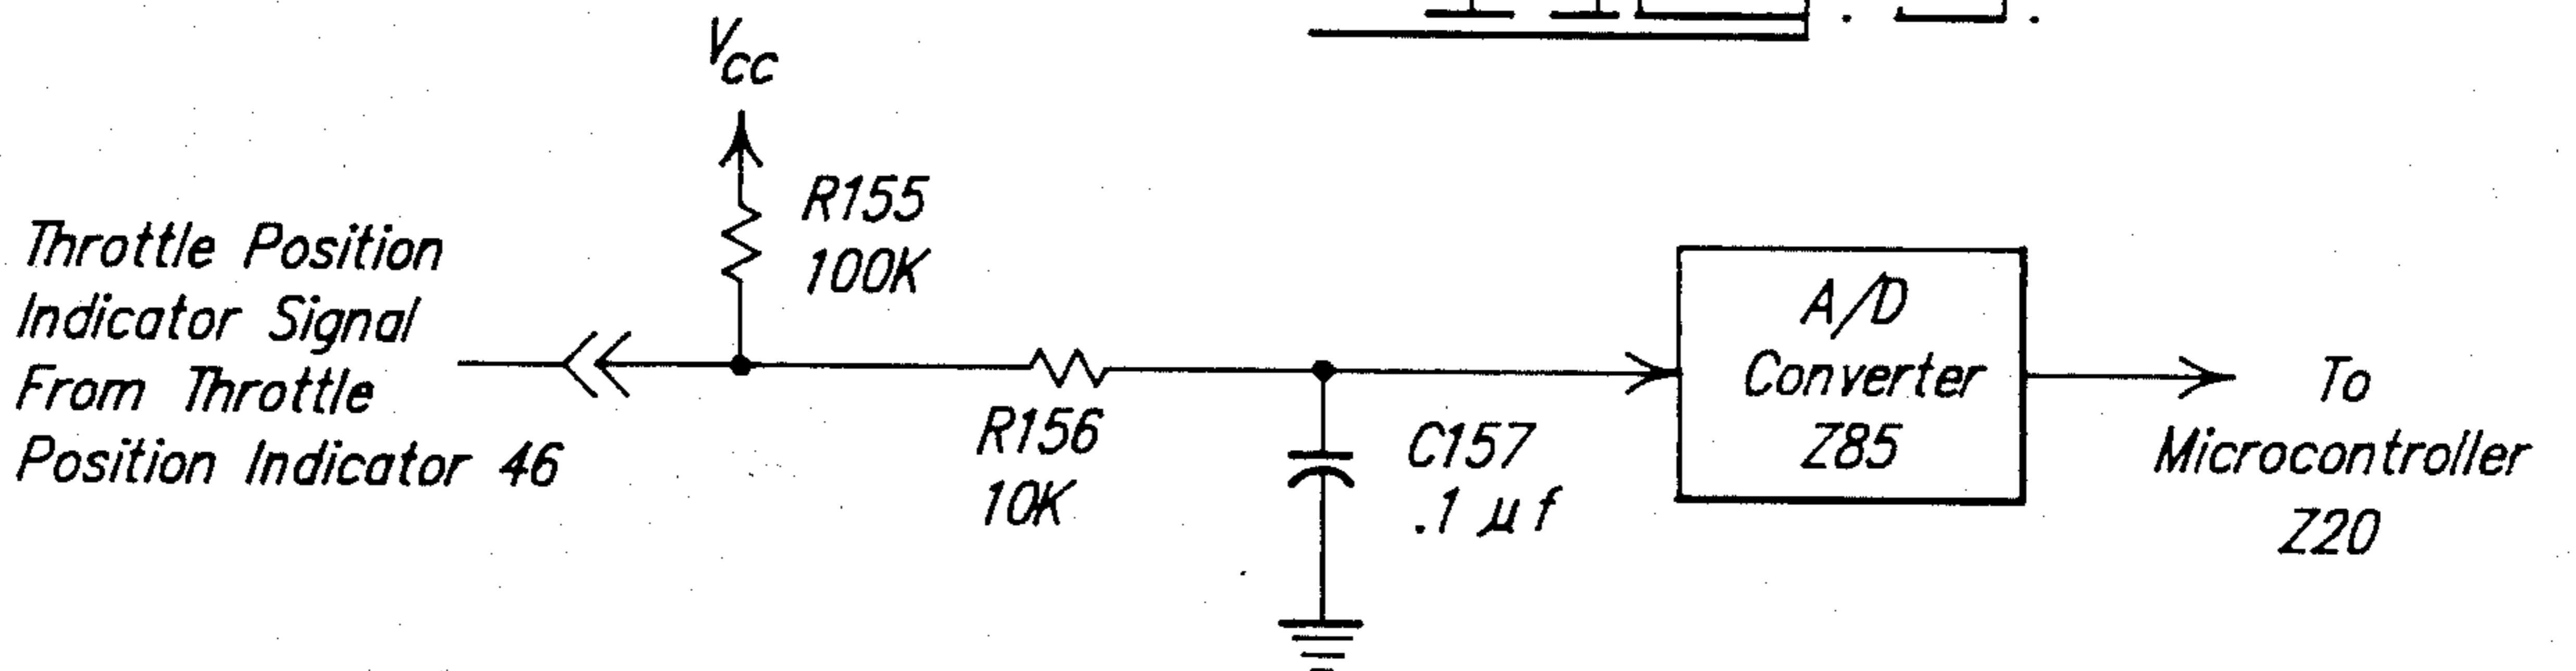 Vcc
R155
100K
Throttle Position
Indicator Signal
From Throttle
Position Indicator 46
R156
10K
C157
.1 μf
A/D
Converter
Z85
To
Microcontroller
Z20